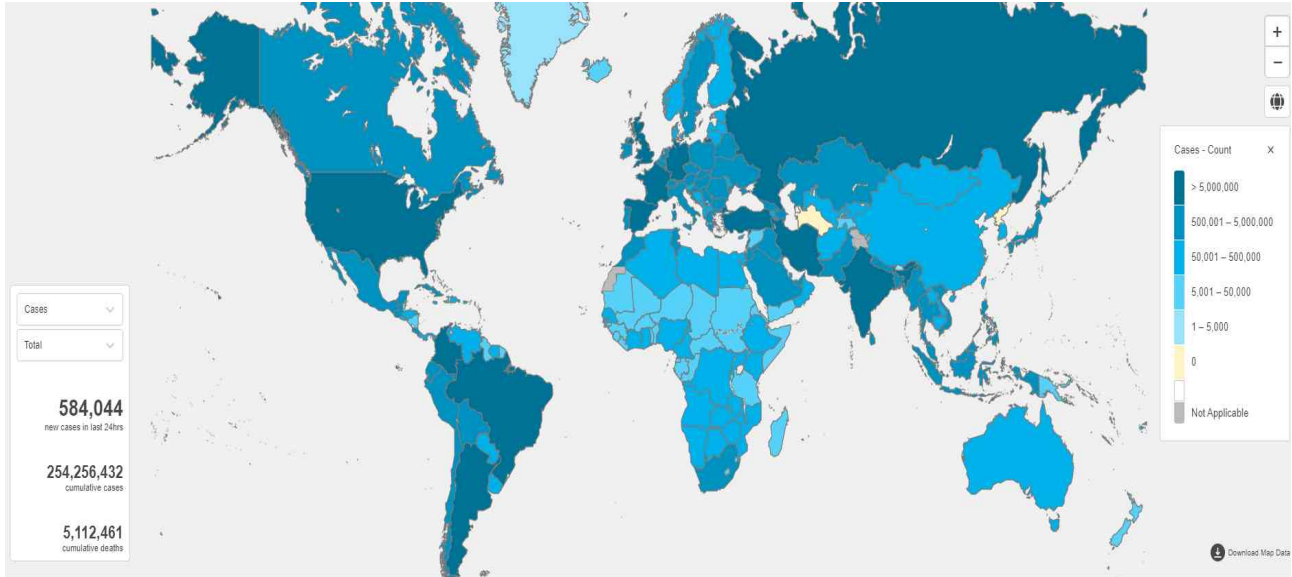 +
−
Cases - Count x
> 5,000,000
500,001 – 5,000,000
50,001 – 500,000
5,001 – 50,000
1 – 5,000
0
Not Applicable
Cases
Total
584,044
new cases in last 24hrs
254,256,432
cumulative cases
5,112,461
cumulative deaths
Download Map Data